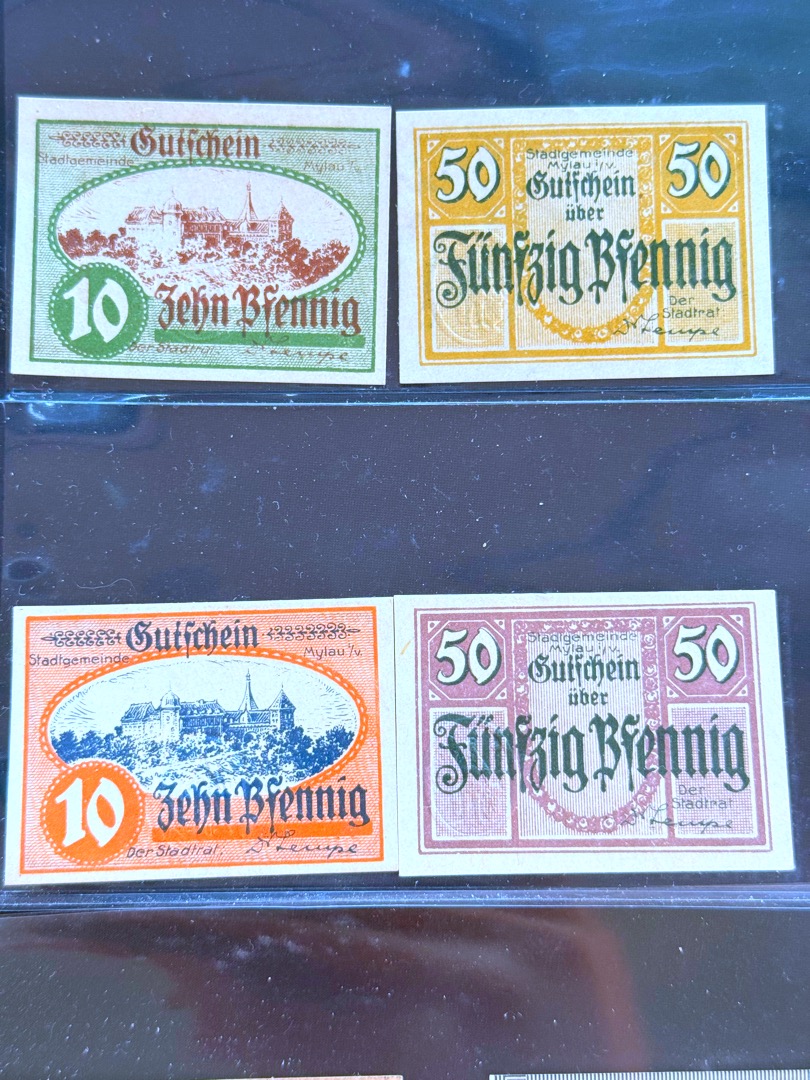 Gutschein
Stadtgemeinde Mylau i/v.
10
Zehn Pfennig
Der Stadtrat.
50 50
Stadtgemeinde
Mylau i/v.
Gutschein
über
Fünfzig Pfennig
Der
Stadtrat
Gutschein
Stadtgemeinde Mylau i/v.
10
Zehn Pfennig
Der Stadtrat.
50 50
Stadtgemeinde
Mylau i/v.
Gutschein
über
Fünfzig Pfennig
Der
Stadtrat